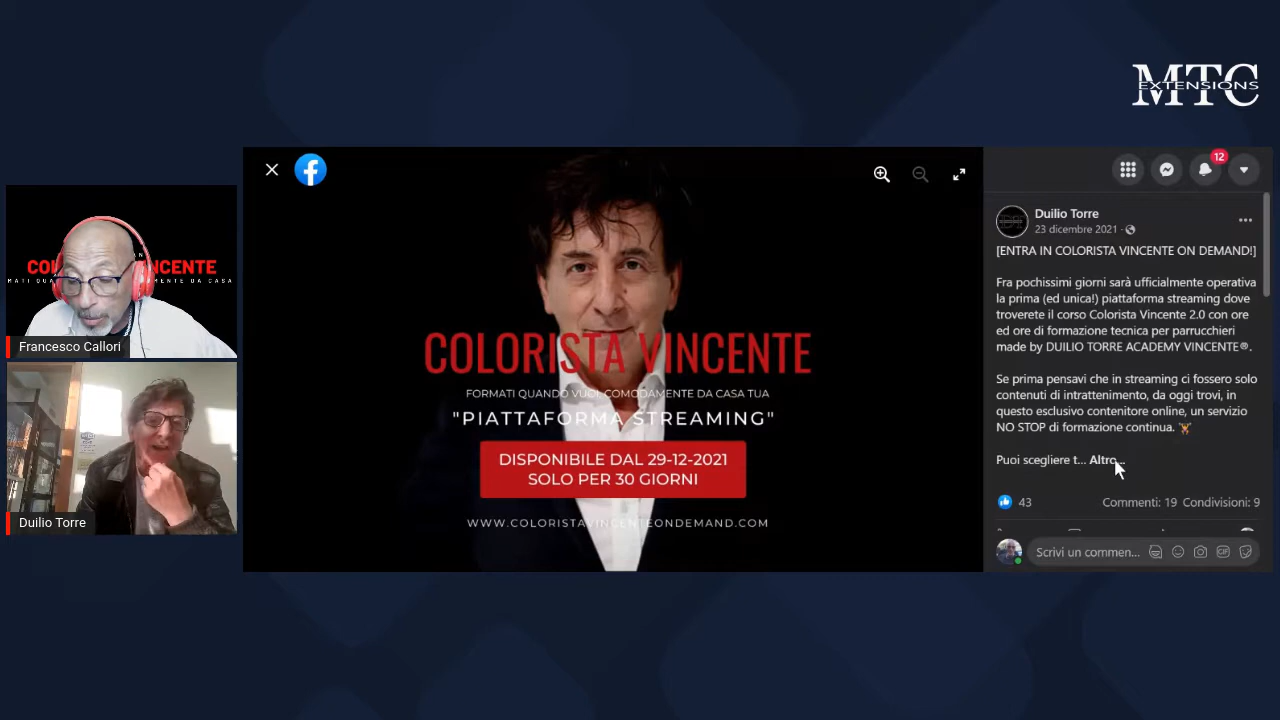 MTC
EXTENSIONS
12
Duilio Torre
23 dicembre 2021 ·
[ENTRA IN COLORISTA VINCENTE ON DEMAND!]
Fra pochissimi giorni sarà ufficialmente operativa
la prima (ed unica!) piattaforma streaming dove
troverete il corso Colorista Vincente 2.0 con ore
ed ore di formazione tecnica per parrucchieri
made by DUILIO TORRE ACADEMY VINCENTE®.
Se prima pensavi che in streaming ci fossero solo
contenuti di intrattenimento, da oggi trovi, in
questo esclusivo contenitore online, un servizio
NO STOP di formazione continua.
Puoi scegliere t... Altro...
43
Commenti: 19 Condivisioni: 9
Scrivi un commen...
GIF
COLORISTA VINCENTE
FORMATI QUANDO VUOI, COMODAMENTE DA CASA TUA
"PIATTAFORMA STREAMING"
DISPONIBILE DAL 29-12-2021
SOLO PER 30 GIORNI
WWW.COLORISTAVINCENTEONDEMAND.COM
Francesco Callori
Duilio Torre